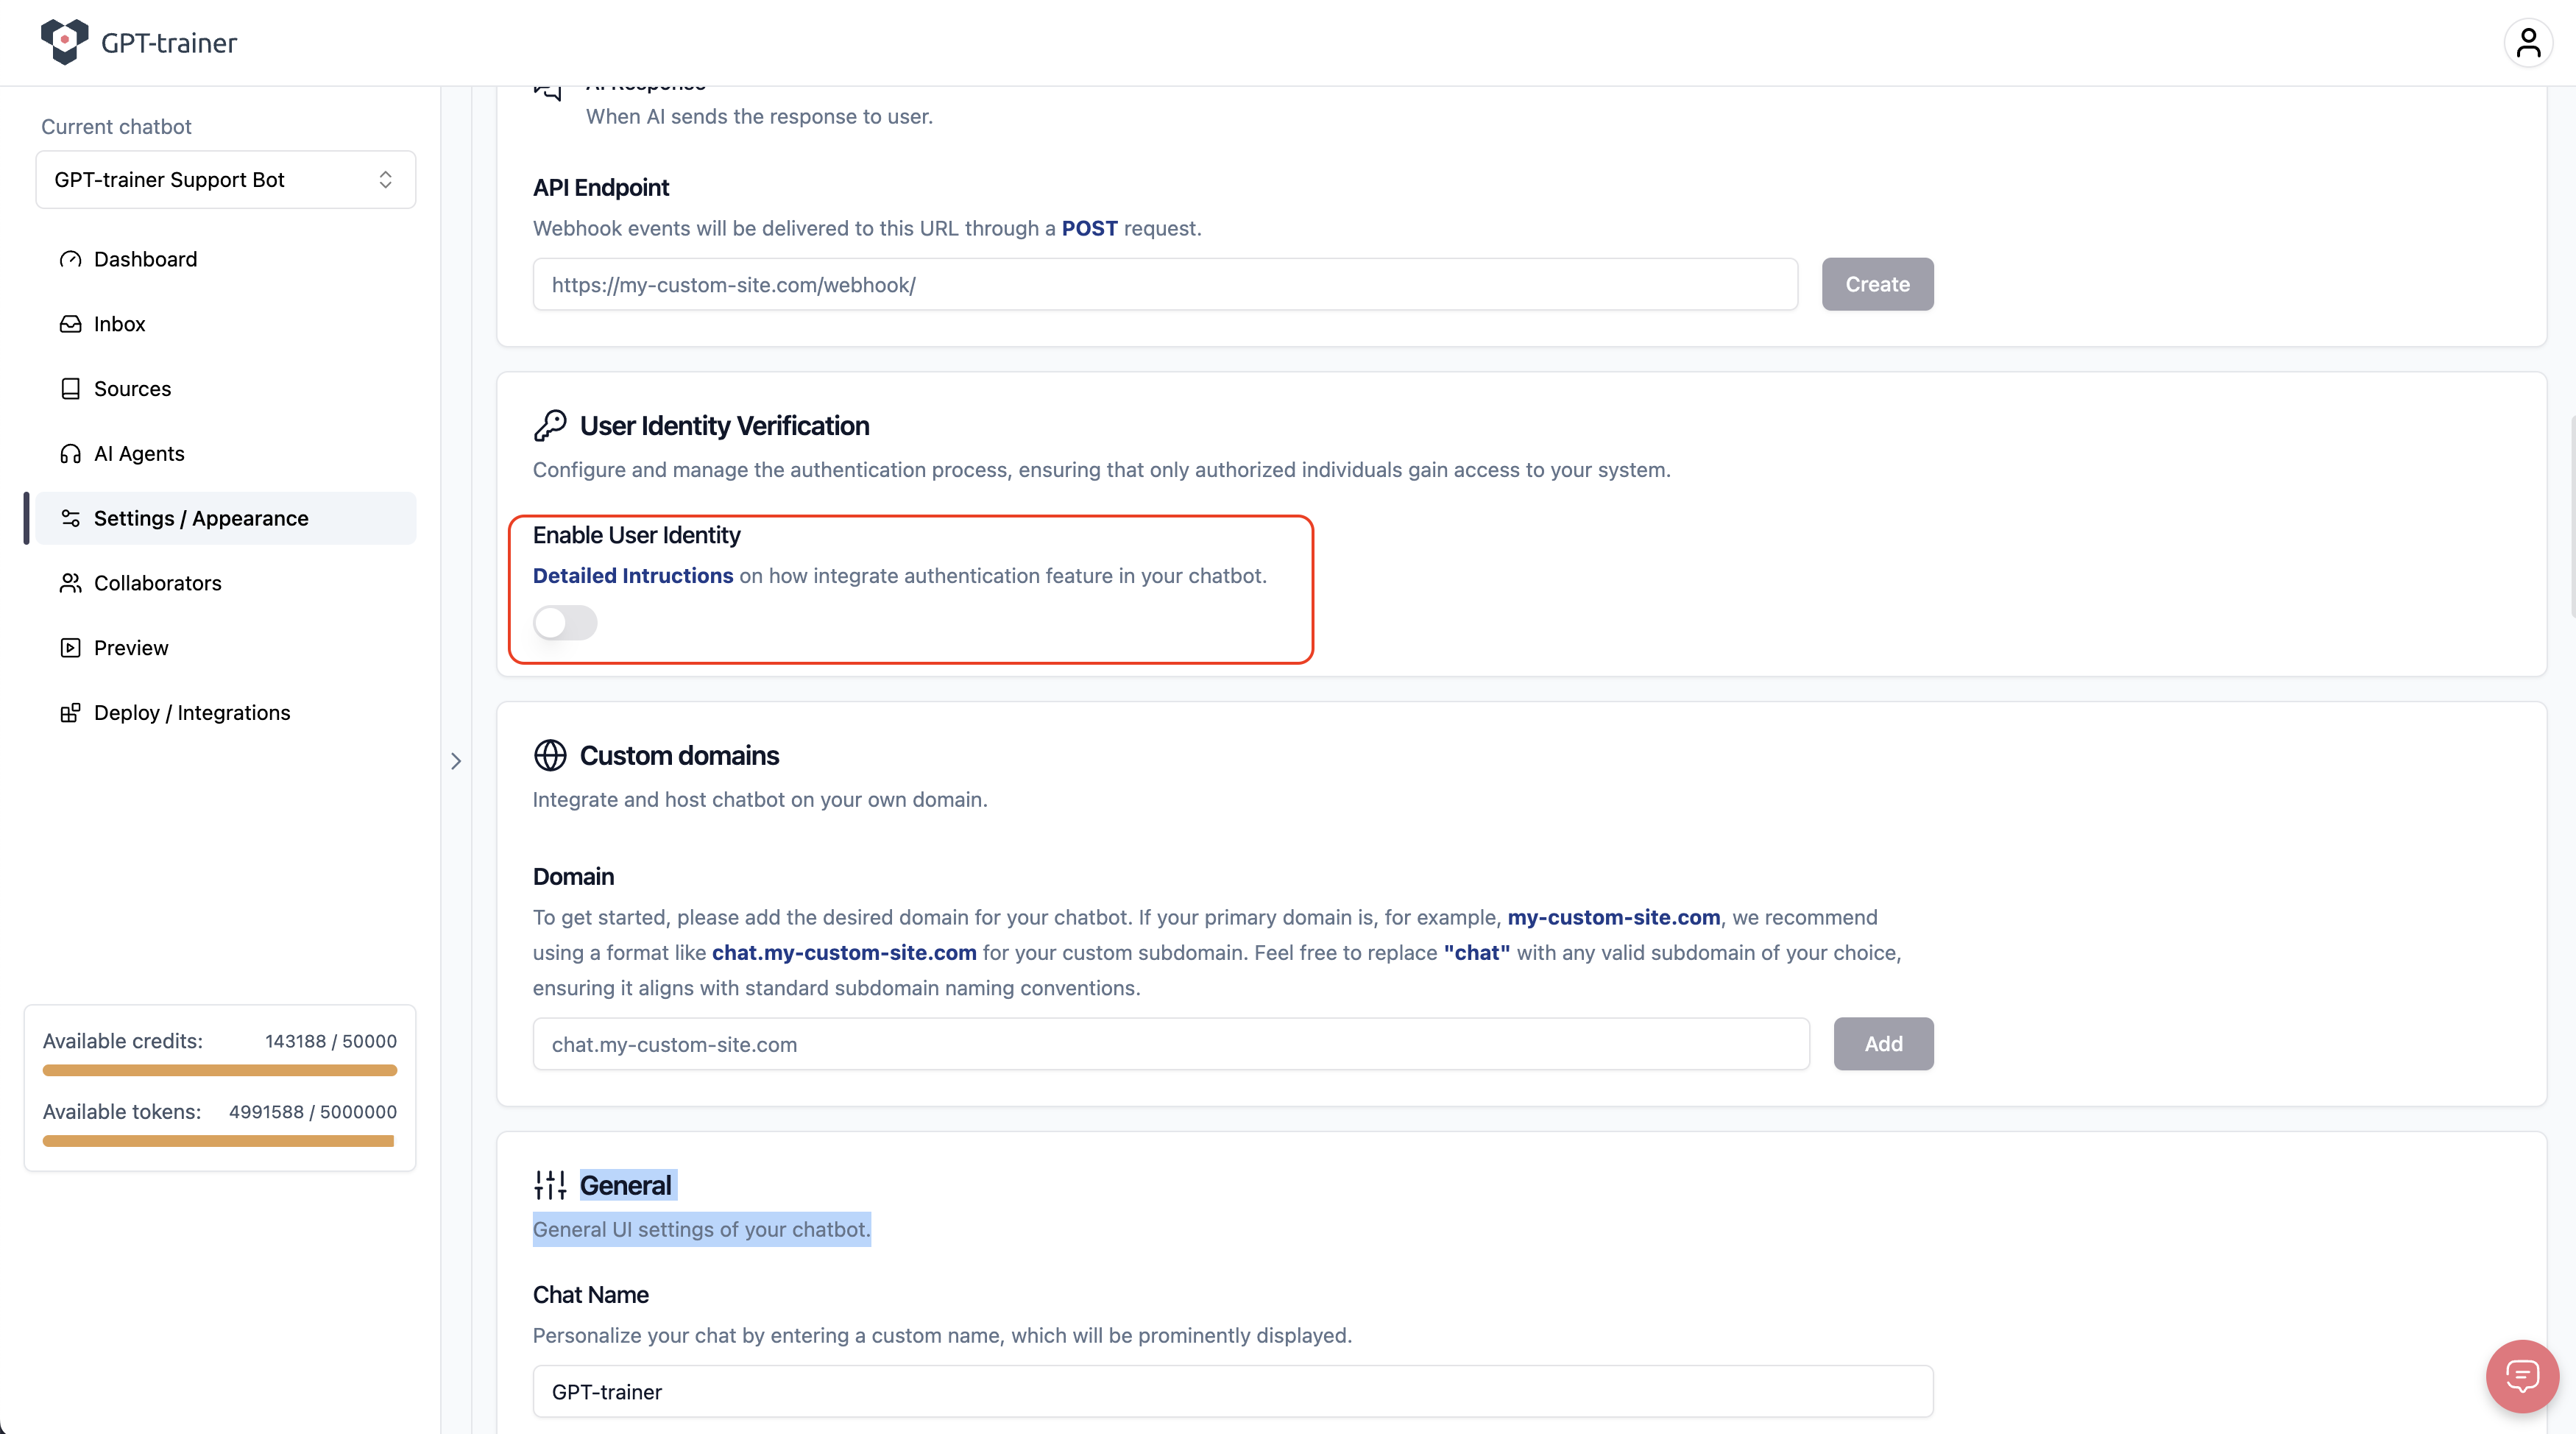 GPT-trainer
Current chatbot
GPT-trainer Support Bot
Dashboard
Inbox
Sources
AI Agents
Settings / Appearance
Collaborators
Preview
Deploy / Integrations
Available credits: 143188 / 50000
Available tokens: 4991588 / 5000000
AI Response
When AI sends the response to user.
API Endpoint
Webhook events will be delivered to this URL through a POST request.
https://my-custom-site.com/webhook/
Create
User Identity Verification
Configure and manage the authentication process, ensuring that only authorized individuals gain access to your system.
Enable User Identity
Detailed Intructions on how integrate authentication feature in your chatbot.
Custom domains
Integrate and host chatbot on your own domain.
Domain
To get started, please add the desired domain for your chatbot. If your primary domain is, for example, my-custom-site.com, we recommend
using a format like chat.my-custom-site.com for your custom subdomain. Feel free to replace "chat" with any valid subdomain of your choice,
ensuring it aligns with standard subdomain naming conventions.
chat.my-custom-site.com
Add
General
General UI settings of your chatbot.
Chat Name
Personalize your chat by entering a custom name, which will be prominently displayed.
GPT-trainer